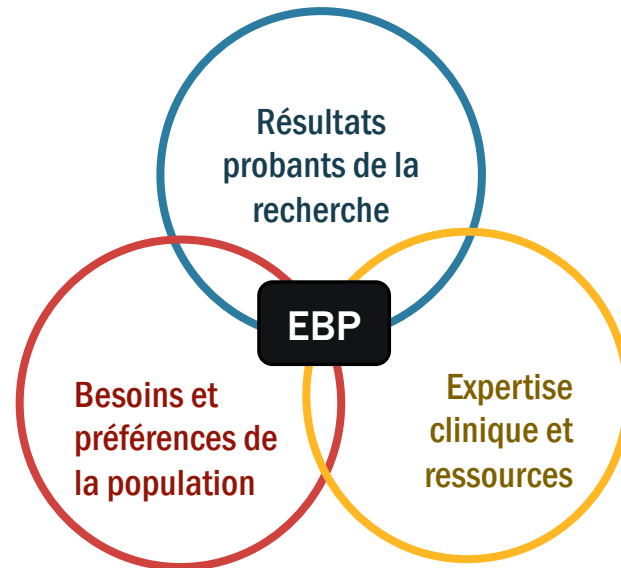 Résultats
probants de la
recherche
EBP
Besoins et
préférences de
la population
Expertise
clinique et
ressources